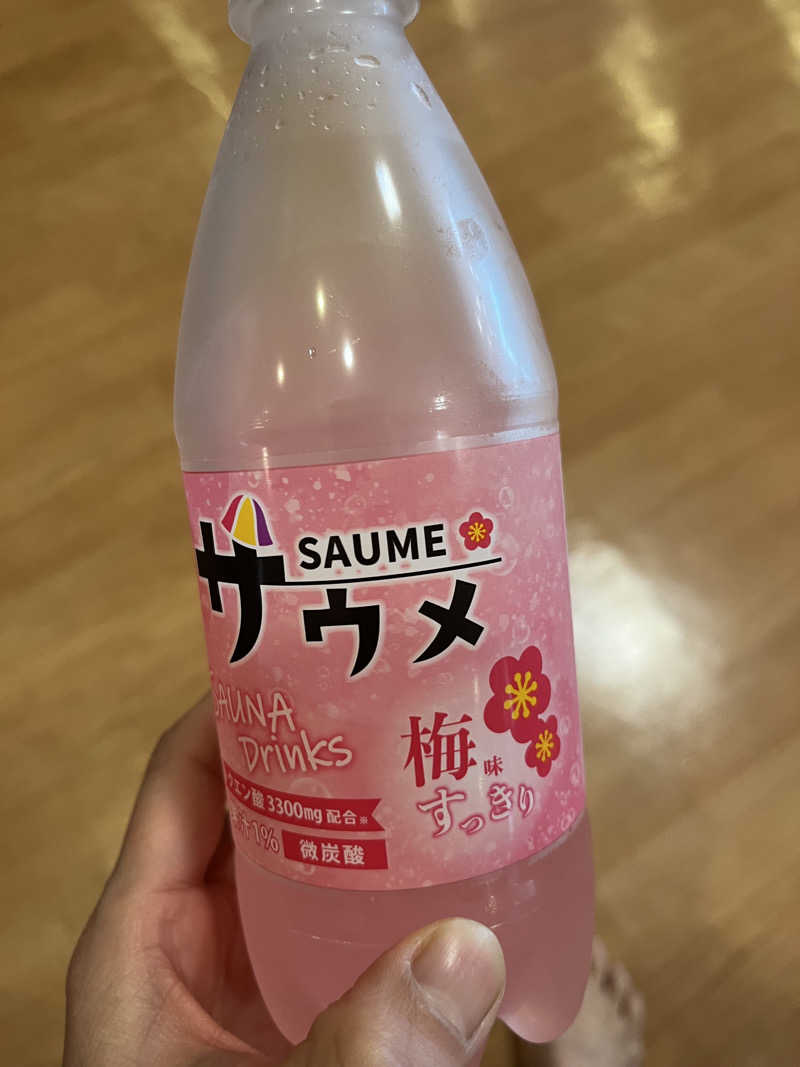 SAUME
サウメ
SAUNA
Drinks
梅味
すっきり
クエン酸3300mg配合※
果汁1%
微炭酸